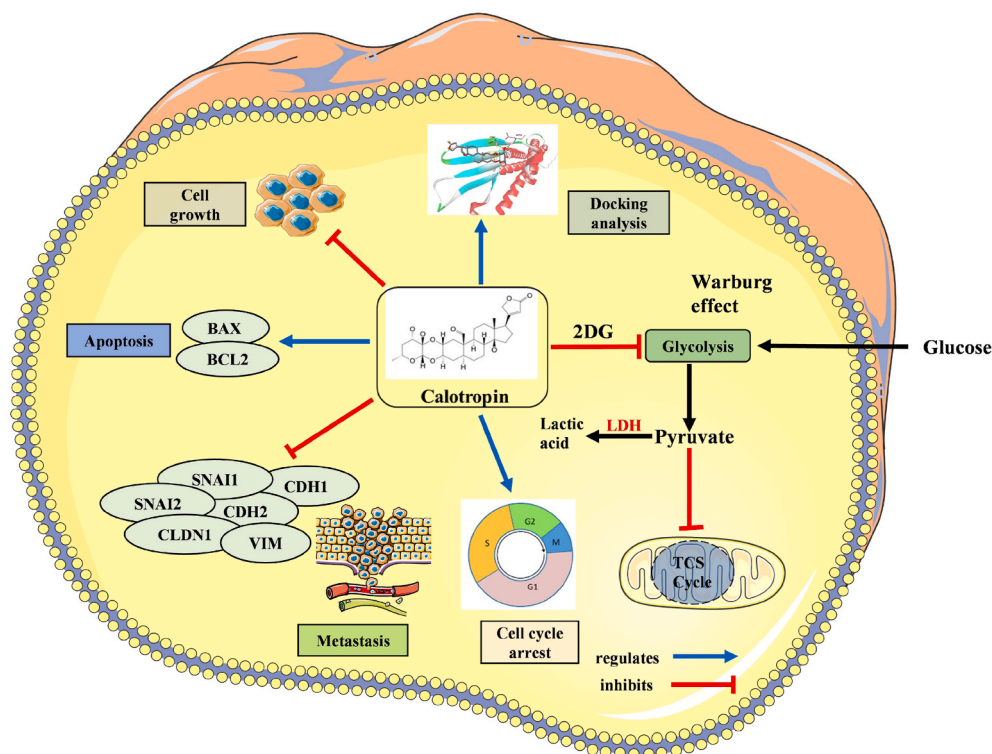 Cell
growth
Docking
analysis
Warburg
effect
Apoptosis
BAX
BCL2
Calotropin
2DG
Glycolysis
Glucose
Lactic
acid
LDH
Pyruvate
SNAI1
CDH1
SNAI2
CDH2
CLDN1
VIM
Metastasis
G2
S
M
G1
Cell cycle
arrest
TCS
Cycle
regulates
inhibits